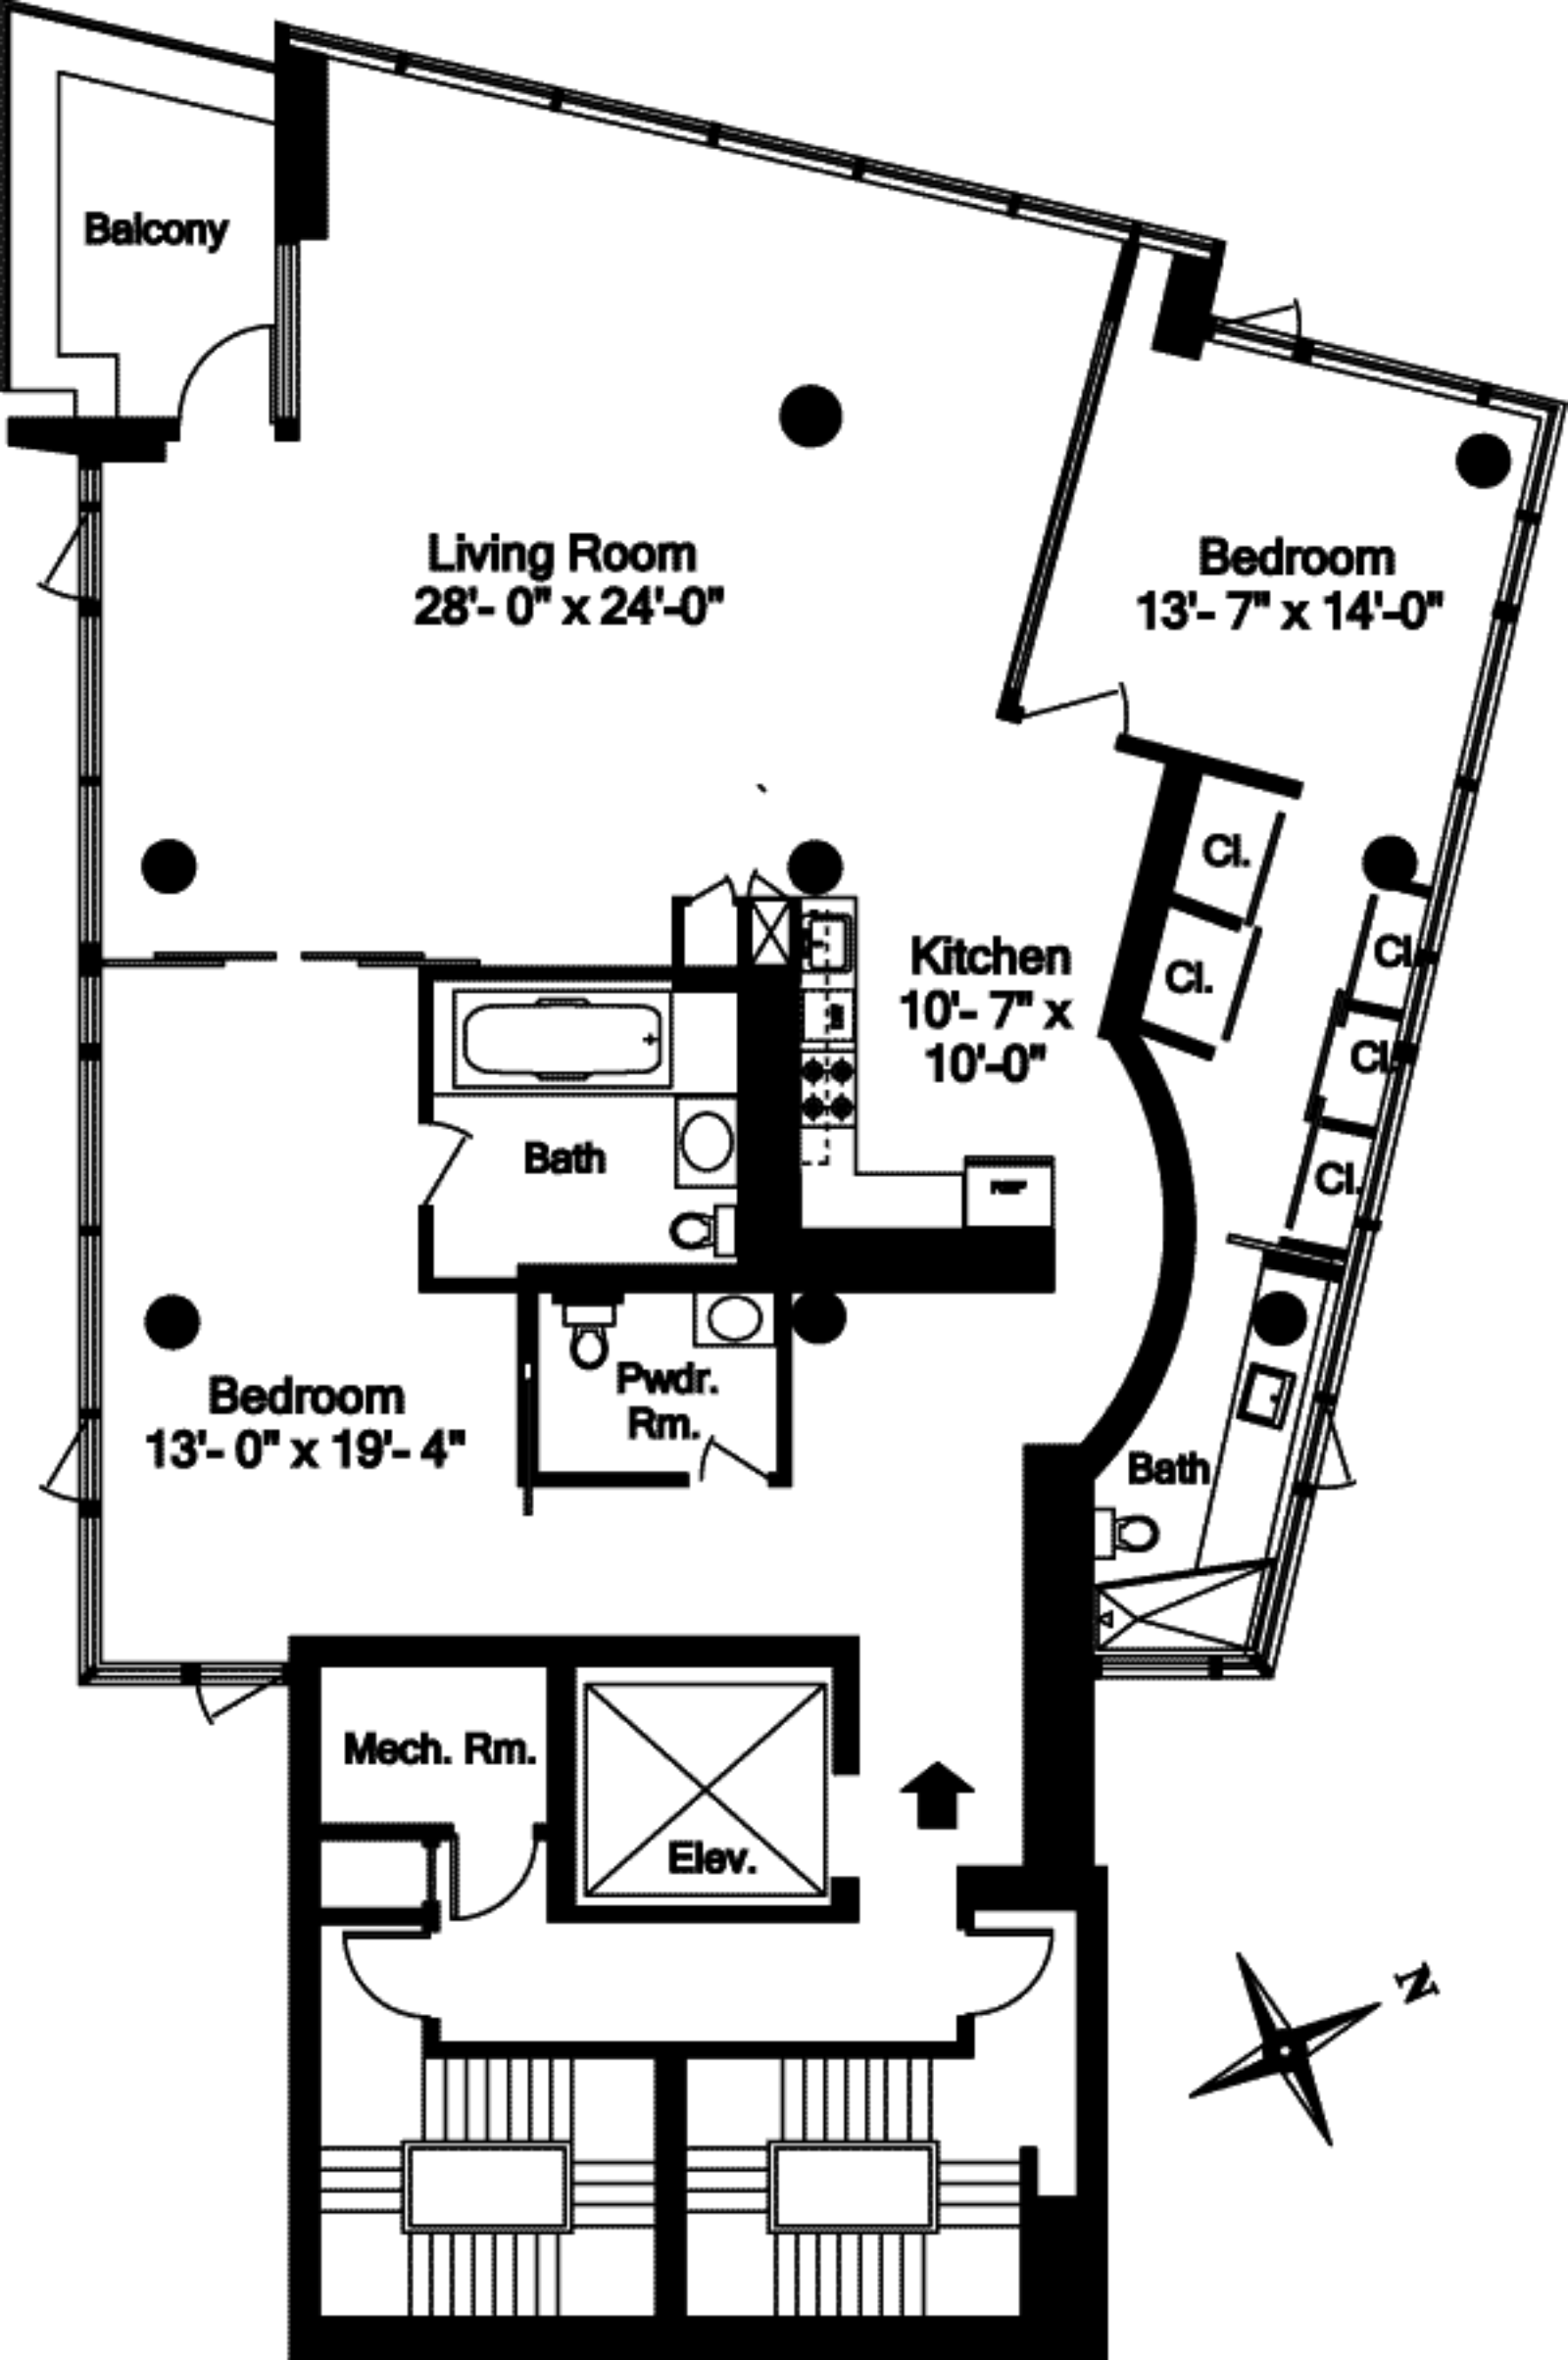 Balcony
Living Room
28'- 0" x 24'-0"
Bedroom
13'- 7" x 14'-0"
Cl.
Cl.
Cl.
Cl.
Cl.
Kitchen
10'- 7" x
10'-0"
Bath
Pwdr.
Rm.
Bedroom
13'- 0" x 19'- 4"
Bath
Mech. Rm.
Elev.
N